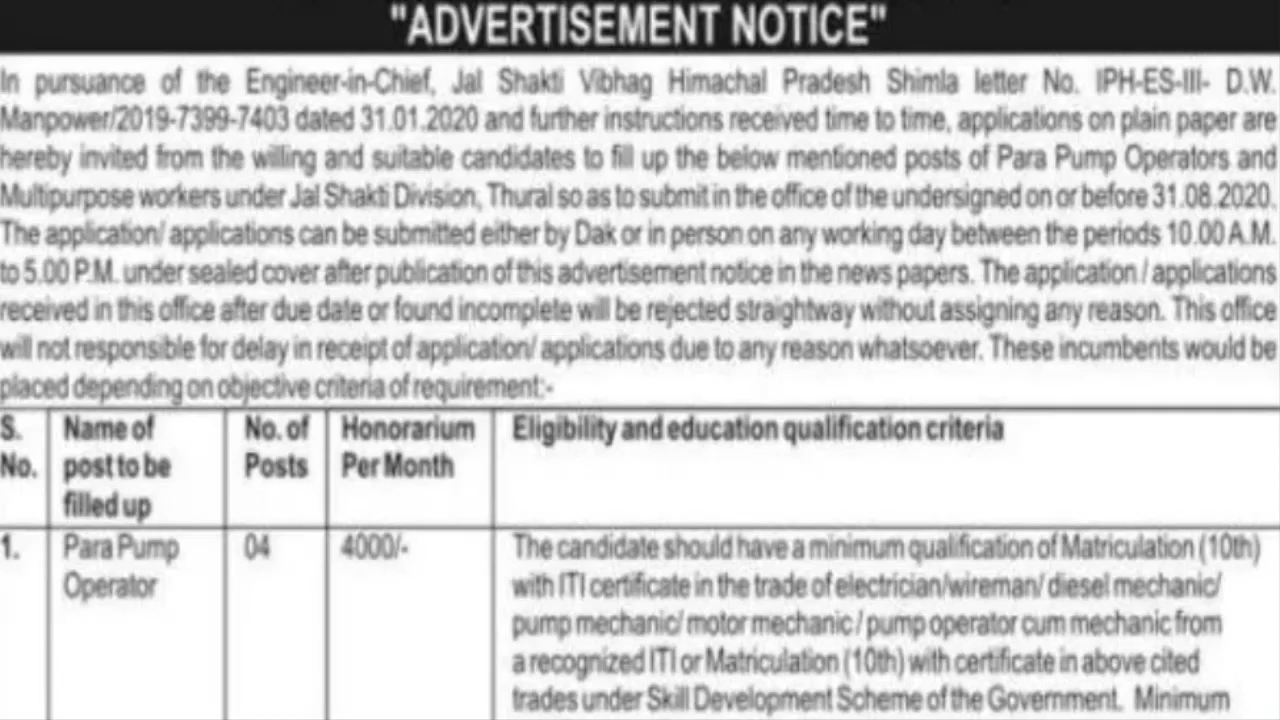 "ADVERTISEMENT NOTICE"
In pursuance of the Engineer-in-Chief, Jal Shakti Vibhag Himachal Pradesh Shimla letter No. IPH-ES-III- D.W.
Manpower/2019-7399-7403 dated 31.01.2020 and further instructions received time to time, applications on plain paper are
hereby invited from the willing and suitable candidates to fill up the below mentioned posts of Para Pump Operators and
Multipurpose workers under Jal Shakti Division, Thural so as to submit in the office of the undersigned on or before 31.08.2020.
The application/ applications can be submitted either by Dak or in person on any working day between the periods 10.00 A.M.
to 5.00 P.M. under sealed cover after publication of this advertisement notice in the news papers. The application / applications
received in this office after due date or found incomplete will be rejected straightway without assigning any reason. This office
will not responsible for delay in receipt of application/ applications due to any reason whatsoever. These incumbents would be
placed depending on objective criteria of requirement:-
S. No. Name of post to be filled up No. of Posts Honorarium Per Month Eligibility and education qualification criteria
1. Para Pump Operator 04 4000/- The candidate should have a minimum qualification of Matriculation (10th)
with ITI certificate in the trade of electrician/wireman/ diesel mechanic/
pump mechanic/ motor mechanic / pump operator cum mechanic from
a recognized ITI or Matriculation (10th) with certificate in above cited
trades under Skill Development Scheme of the Government. Minimum